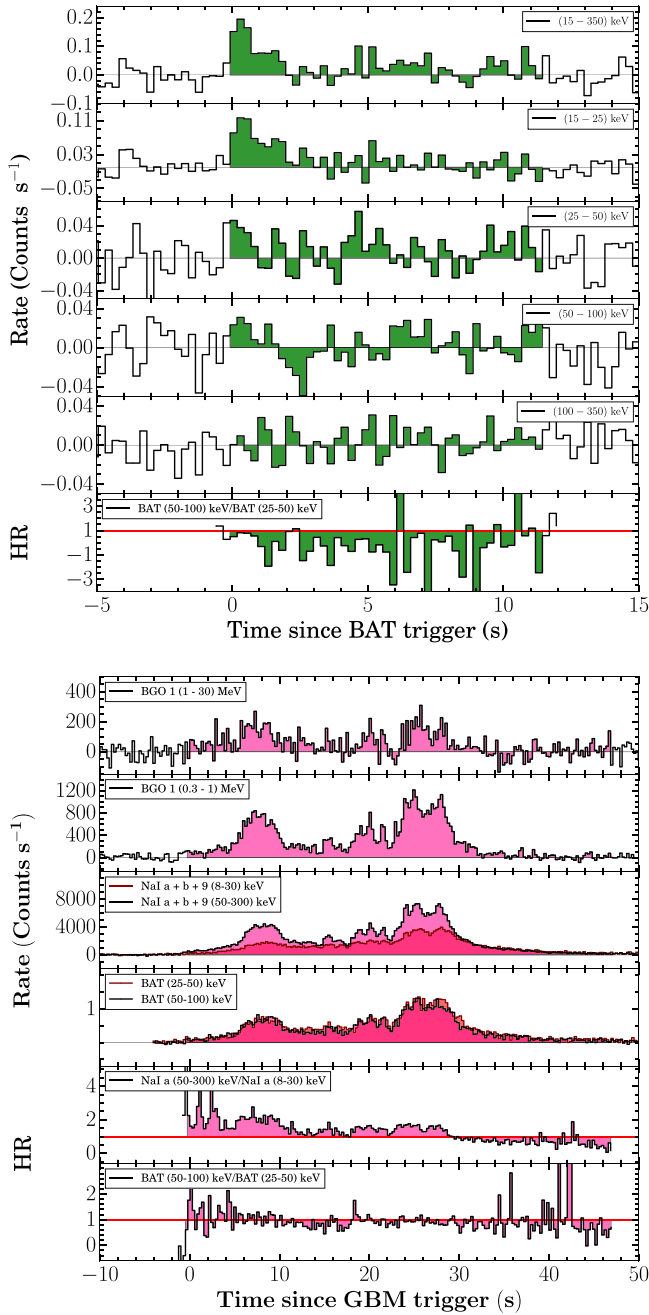 0.2
0.1
0.0
−0.1
(15 − 350) keV
0.11
0.03
−0.05
(15 − 25) keV
0.04
0.00
−0.04
(25 − 50) keV
0.04
0.00
−0.04
(50 − 100) keV
0.04
0.00
−0.04
(100 − 350) keV
3
1
−1
−3
BAT (50-100) keV/BAT (25-50) keV
Rate (Counts s−1)
HR
−5 0 5 10 15
Time since BAT trigger (s)
400
200
0
BGO 1 (1 - 30) MeV
1200
800
400
0
BGO 1 (0.3 - 1) MeV
8000
4000
0
NaI a + b + 9 (8-30) keV
NaI a + b + 9 (50-300) keV
1
BAT (25-50) keV
BAT (50-100) keV
4
2
0
NaI a (50-300) keV/NaI a (8-30) keV
2
1
0
BAT (50-100) keV/BAT (25-50) keV
Rate (Counts s−1)
HR
−10 0 10 20 30 40 50
Time since GBM trigger (s)